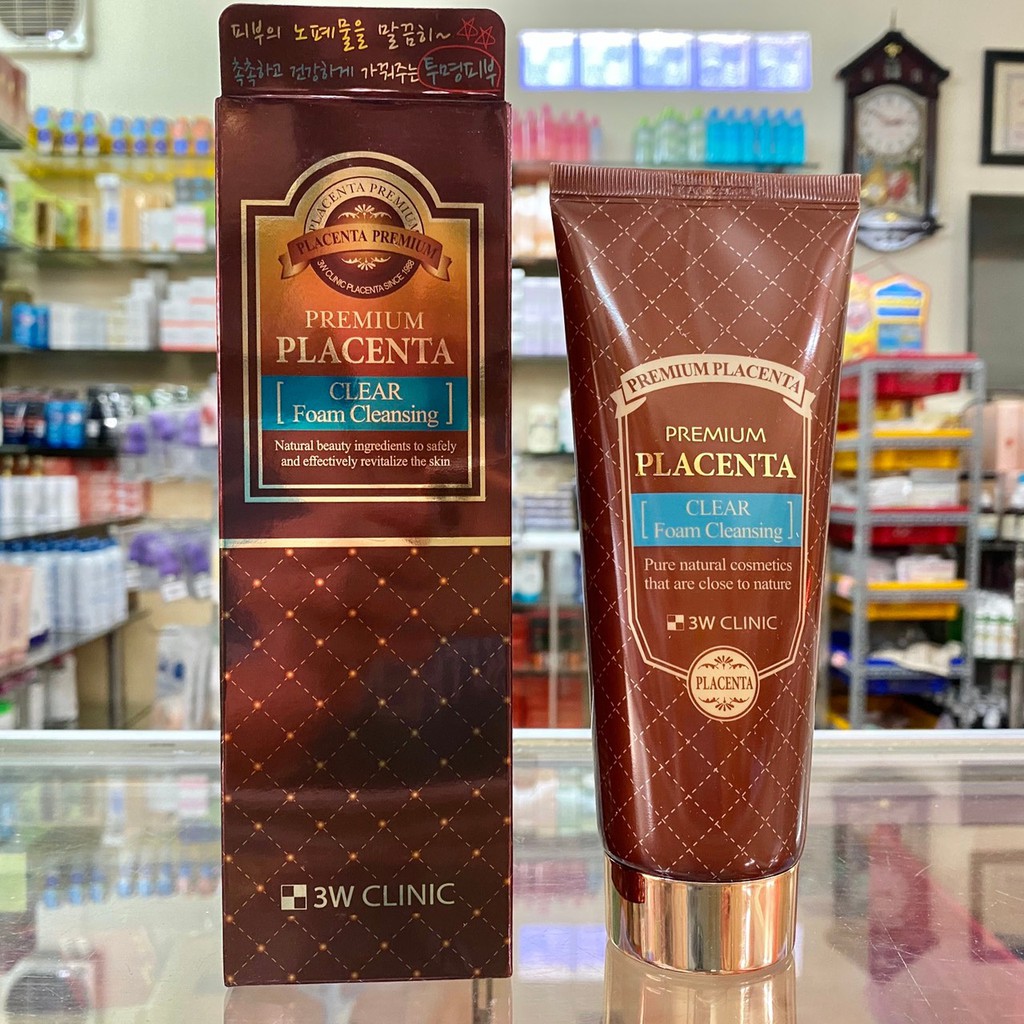 피부의 노폐물을 말끔히~
촉촉하고 건강하게 가꿔주는 투명피부
PLACENTA PREMIUM
PLACENTA PREMIUM
3W CLINIC PLACENTA SINCE 1988
PREMIUM
PLACENTA
[ CLEAR
Foam Cleansing ]
Natural beauty ingredients to safely
and effectively revitalize the skin
3W CLINIC
PREMIUM PLACENTA
PREMIUM
PLACENTA
[ CLEAR
Foam Cleansing ]
Pure natural cosmetics
that are close to nature
3W CLINIC
PLACENTA